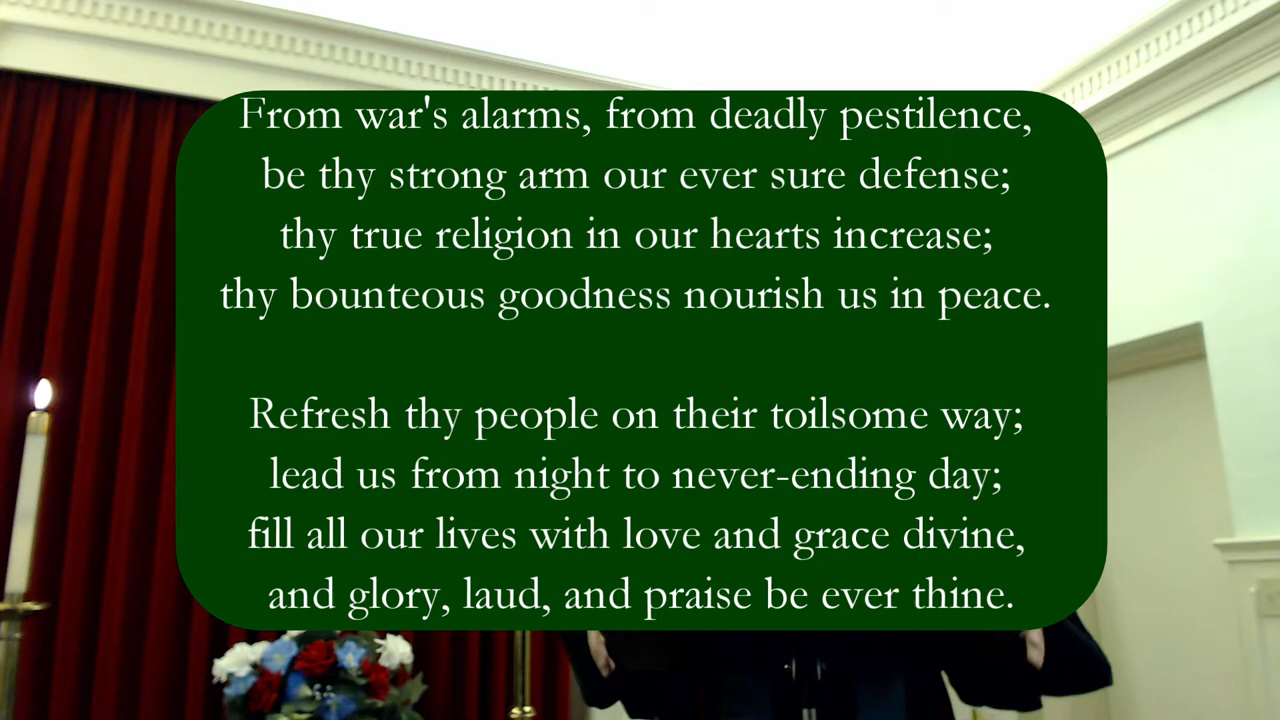 From war's alarms, from deadly pestilence,
be thy strong arm our ever sure defense;
thy true religion in our hearts increase;
thy bounteous goodness nourish us in peace.
Refresh thy people on their toilsome way;
lead us from night to never-ending day;
fill all our lives with love and grace divine,
and glory, laud, and praise be ever thine.